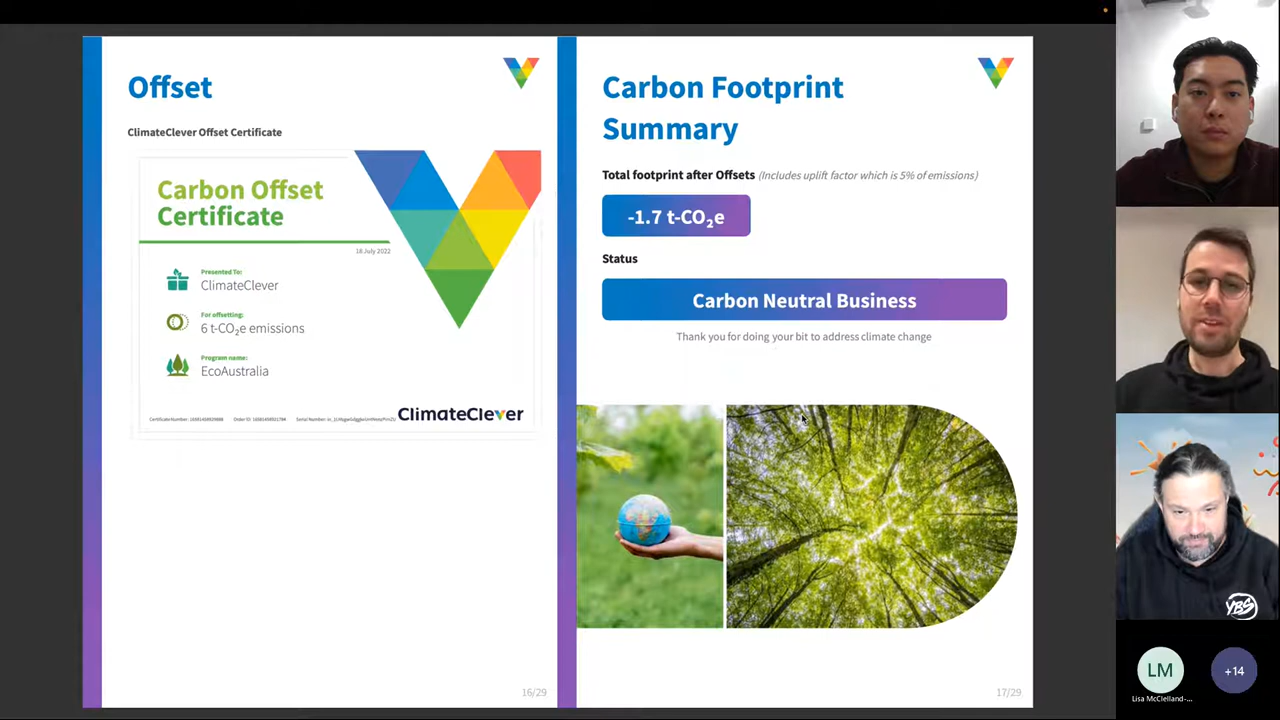 Offset
ClimateClever Offset Certificate
Carbon Offset
Certificate
18 July 2022
Presented To:
ClimateClever
For offsetting:
6 t-CO₂e emissions
Program name:
EcoAustralia
ClimateClever
16/29
Carbon Footprint
Summary
Total footprint after Offsets (Includes uplift factor which is 5% of emissions)
-1.7 t-CO₂e
Status
Carbon Neutral Business
Thank you for doing your bit to address climate change
17/29
YBS
LM
+14
Lisa McClelland-...